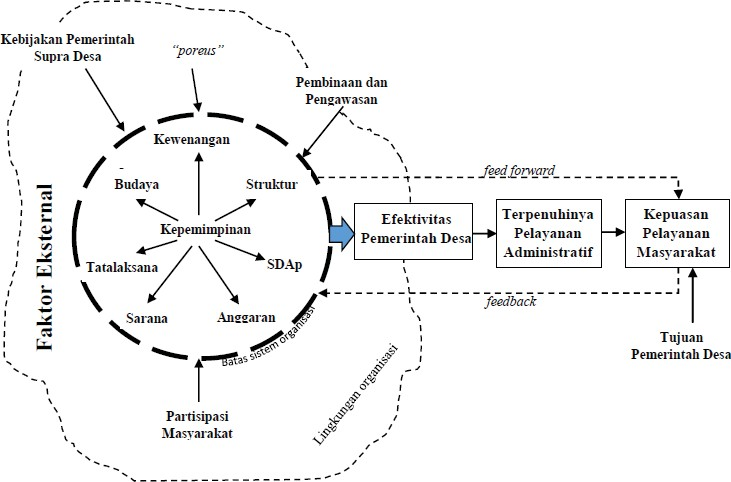 Kebijakan Pemerintah
Supra Desa
“poreus”
Pembinaan dan
Pengawasan
Kewenangan
Budaya
Struktur
Kepemimpinan
Tatalaksana
SDAp
Sarana
Anggaran
Batas sistem organisasi
Faktor Eksternal
Partisipasi
Masyarakat
Lingkungan organisasi
feed forward
Efektivitas
Pemerintah Desa
Terpenuhinya
Pelayanan
Administratif
Kepuasan
Pelayanan
Masyarakat
feedback
Tujuan
Pemerintah Desa